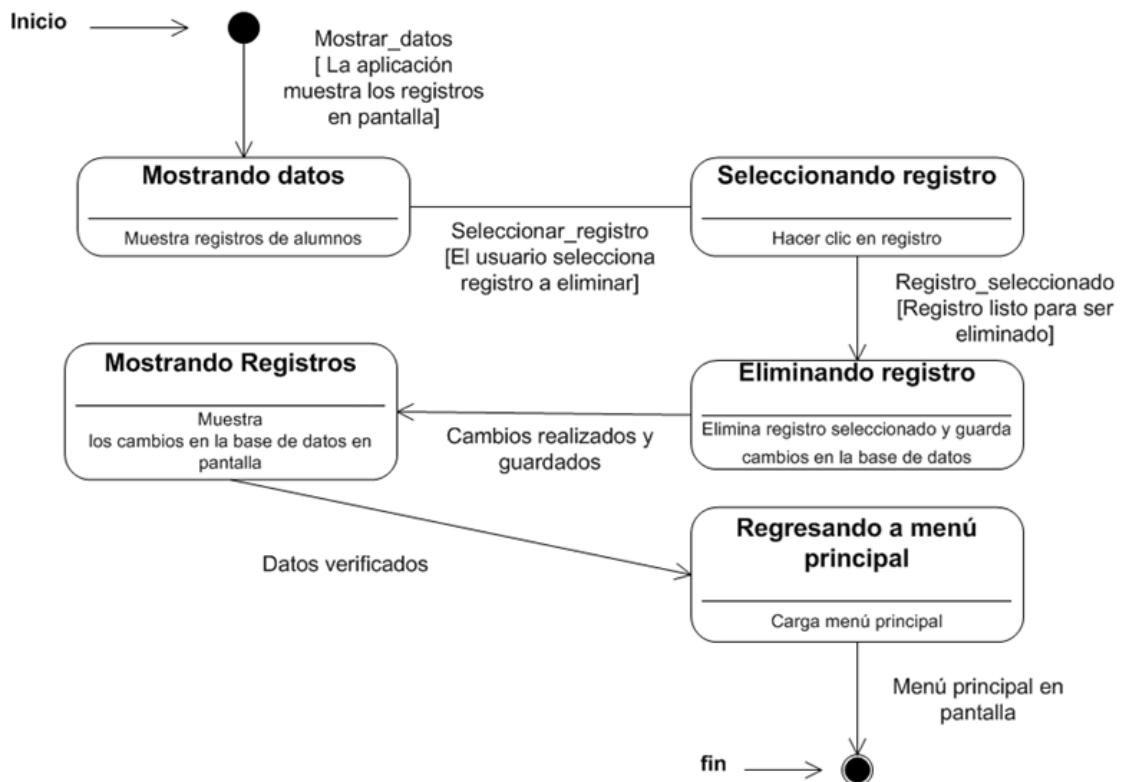 Inicio
Mostrar_datos
[ La aplicación
muestra los registros
en pantalla]
Mostrando datos
Muestra registros de alumnos
Seleccionar_registro
[El usuario selecciona
registro a eliminar]
Seleccionando registro
Hacer clic en registro
Registro_seleccionado
[Registro listo para ser
eliminado]
Eliminando registro
Elimina registro seleccionado y guarda
cambios en la base de datos
Cambios realizados y
guardados
Mostrando Registros
Muestra
los cambios en la base de datos en
pantalla
Datos verificados
Regresando a menú
principal
Carga menú principal
Menú principal en
pantalla
fin